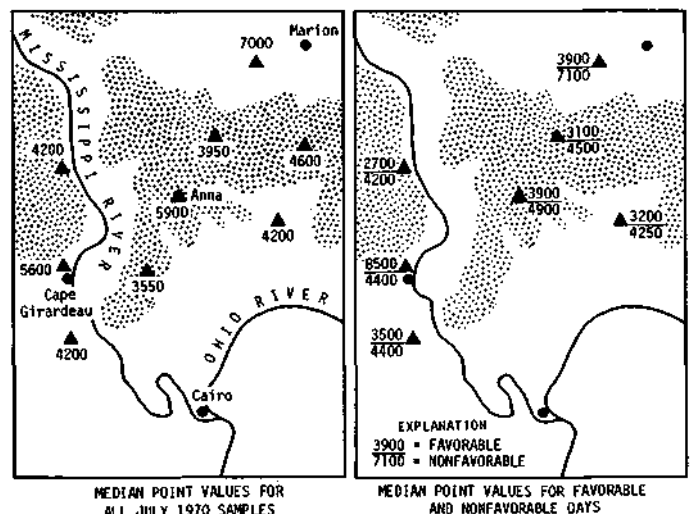 Marion
7000
MISSISSIPPI RIVER
4200
3950
4600
Anna
5900
4200
5600
3550
Cape
Girardeau
4200
OHIO RIVER
Cairo
MEDIAN POINT VALUES FOR
ALL JULY 1970 SAMPLES
3900
7100
3100
4500
2700
4200
3900
4900
3200
4250
8500
4400
3500
4400
EXPLANATION
3900 = FAVORABLE
7100 = NONFAVORABLE
MEDIAN POINT VALUES FOR FAVORABLE
AND NONFAVORABLE DAYS